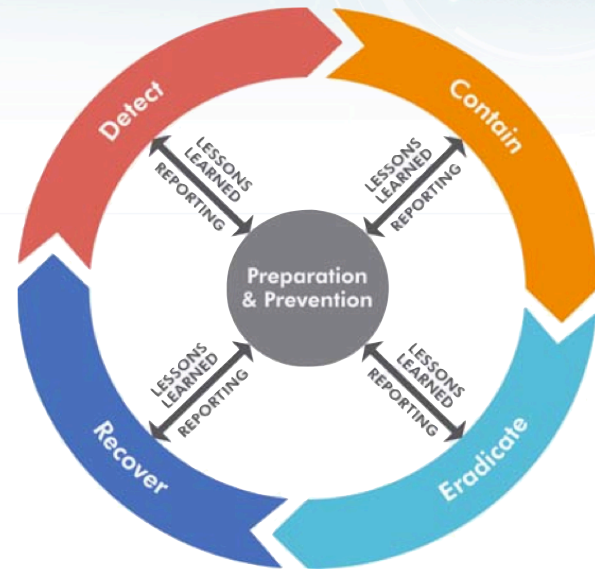 Detect
Contain
LESSONS
LEARNED
REPORTING
LESSONS
LEARNED
REPORTING
Preparation
& Prevention
LESSONS
LEARNED
REPORTING
LESSONS
LEARNED
REPORTING
Recover
Eradicate